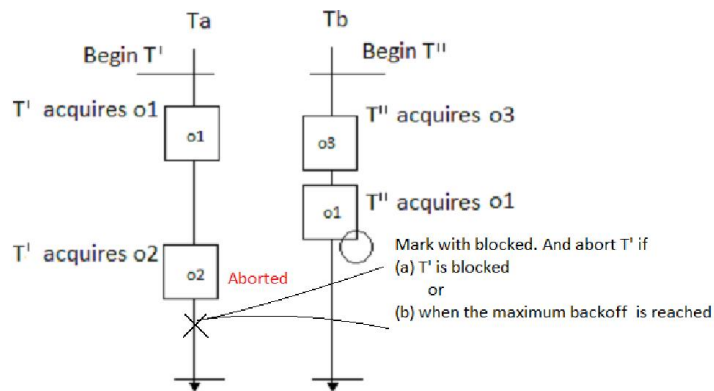 Ta Tb
Begin T' Begin T"
T' acquires o1 T" acquires o3
o1 o3
T" acquires o1
o1
Mark with blocked. And abort T' if
T' acquires o2
(a) T' is blocked
o2 Aborted
or
(b) when the maximum backoff is reached